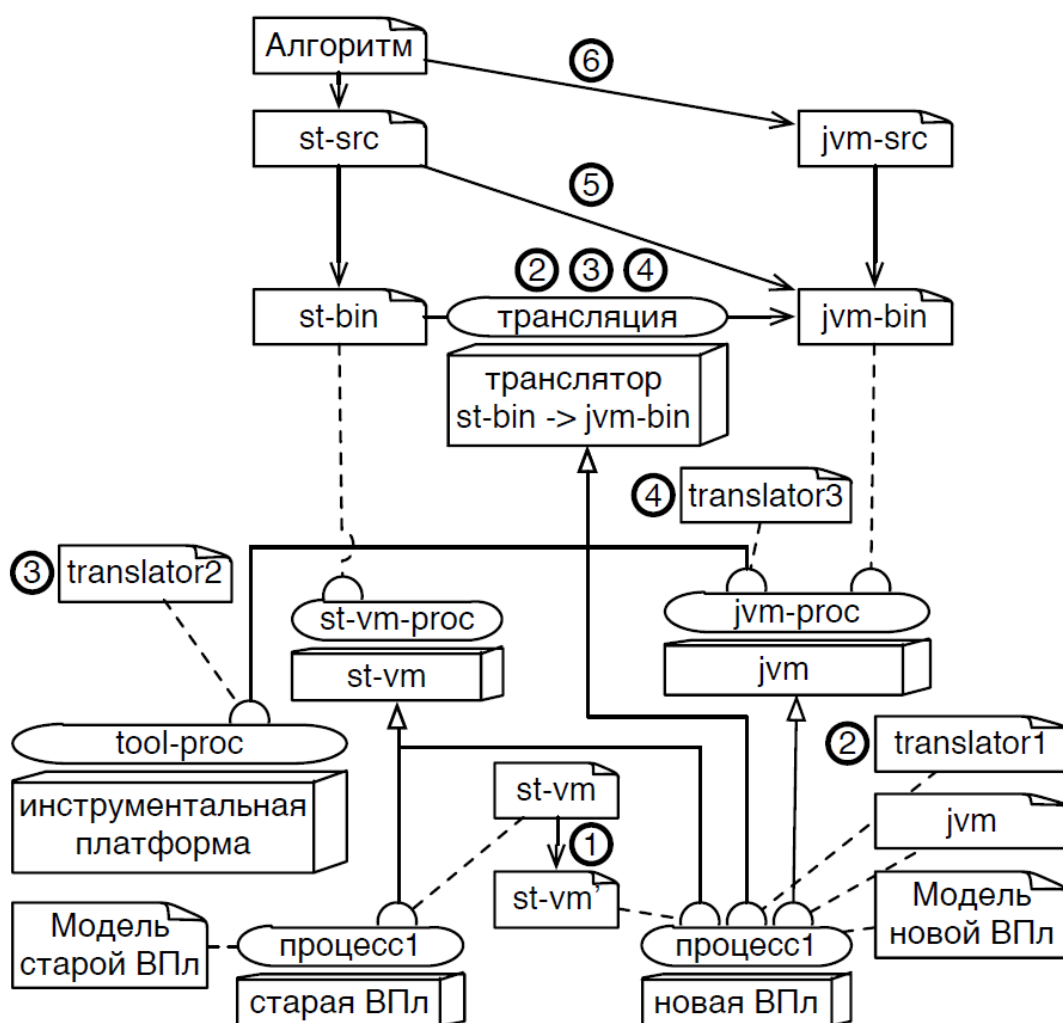 Алгоритм
6
st-src
jvm-src
5
2 3 4
st-bin
трансляция
jvm-bin
транслятор
st-bin -> jvm-bin
4
translator3
3
translator2
st-vm-proc
jvm-proc
st-vm
jvm
tool-proc
2
translator1
инструментальная
платформа
st-vm
jvm
1
st-vm’
Модель
старой ВПл
процесс1
процесс1
Модель
новой ВПл
старая ВПл
новая ВПл